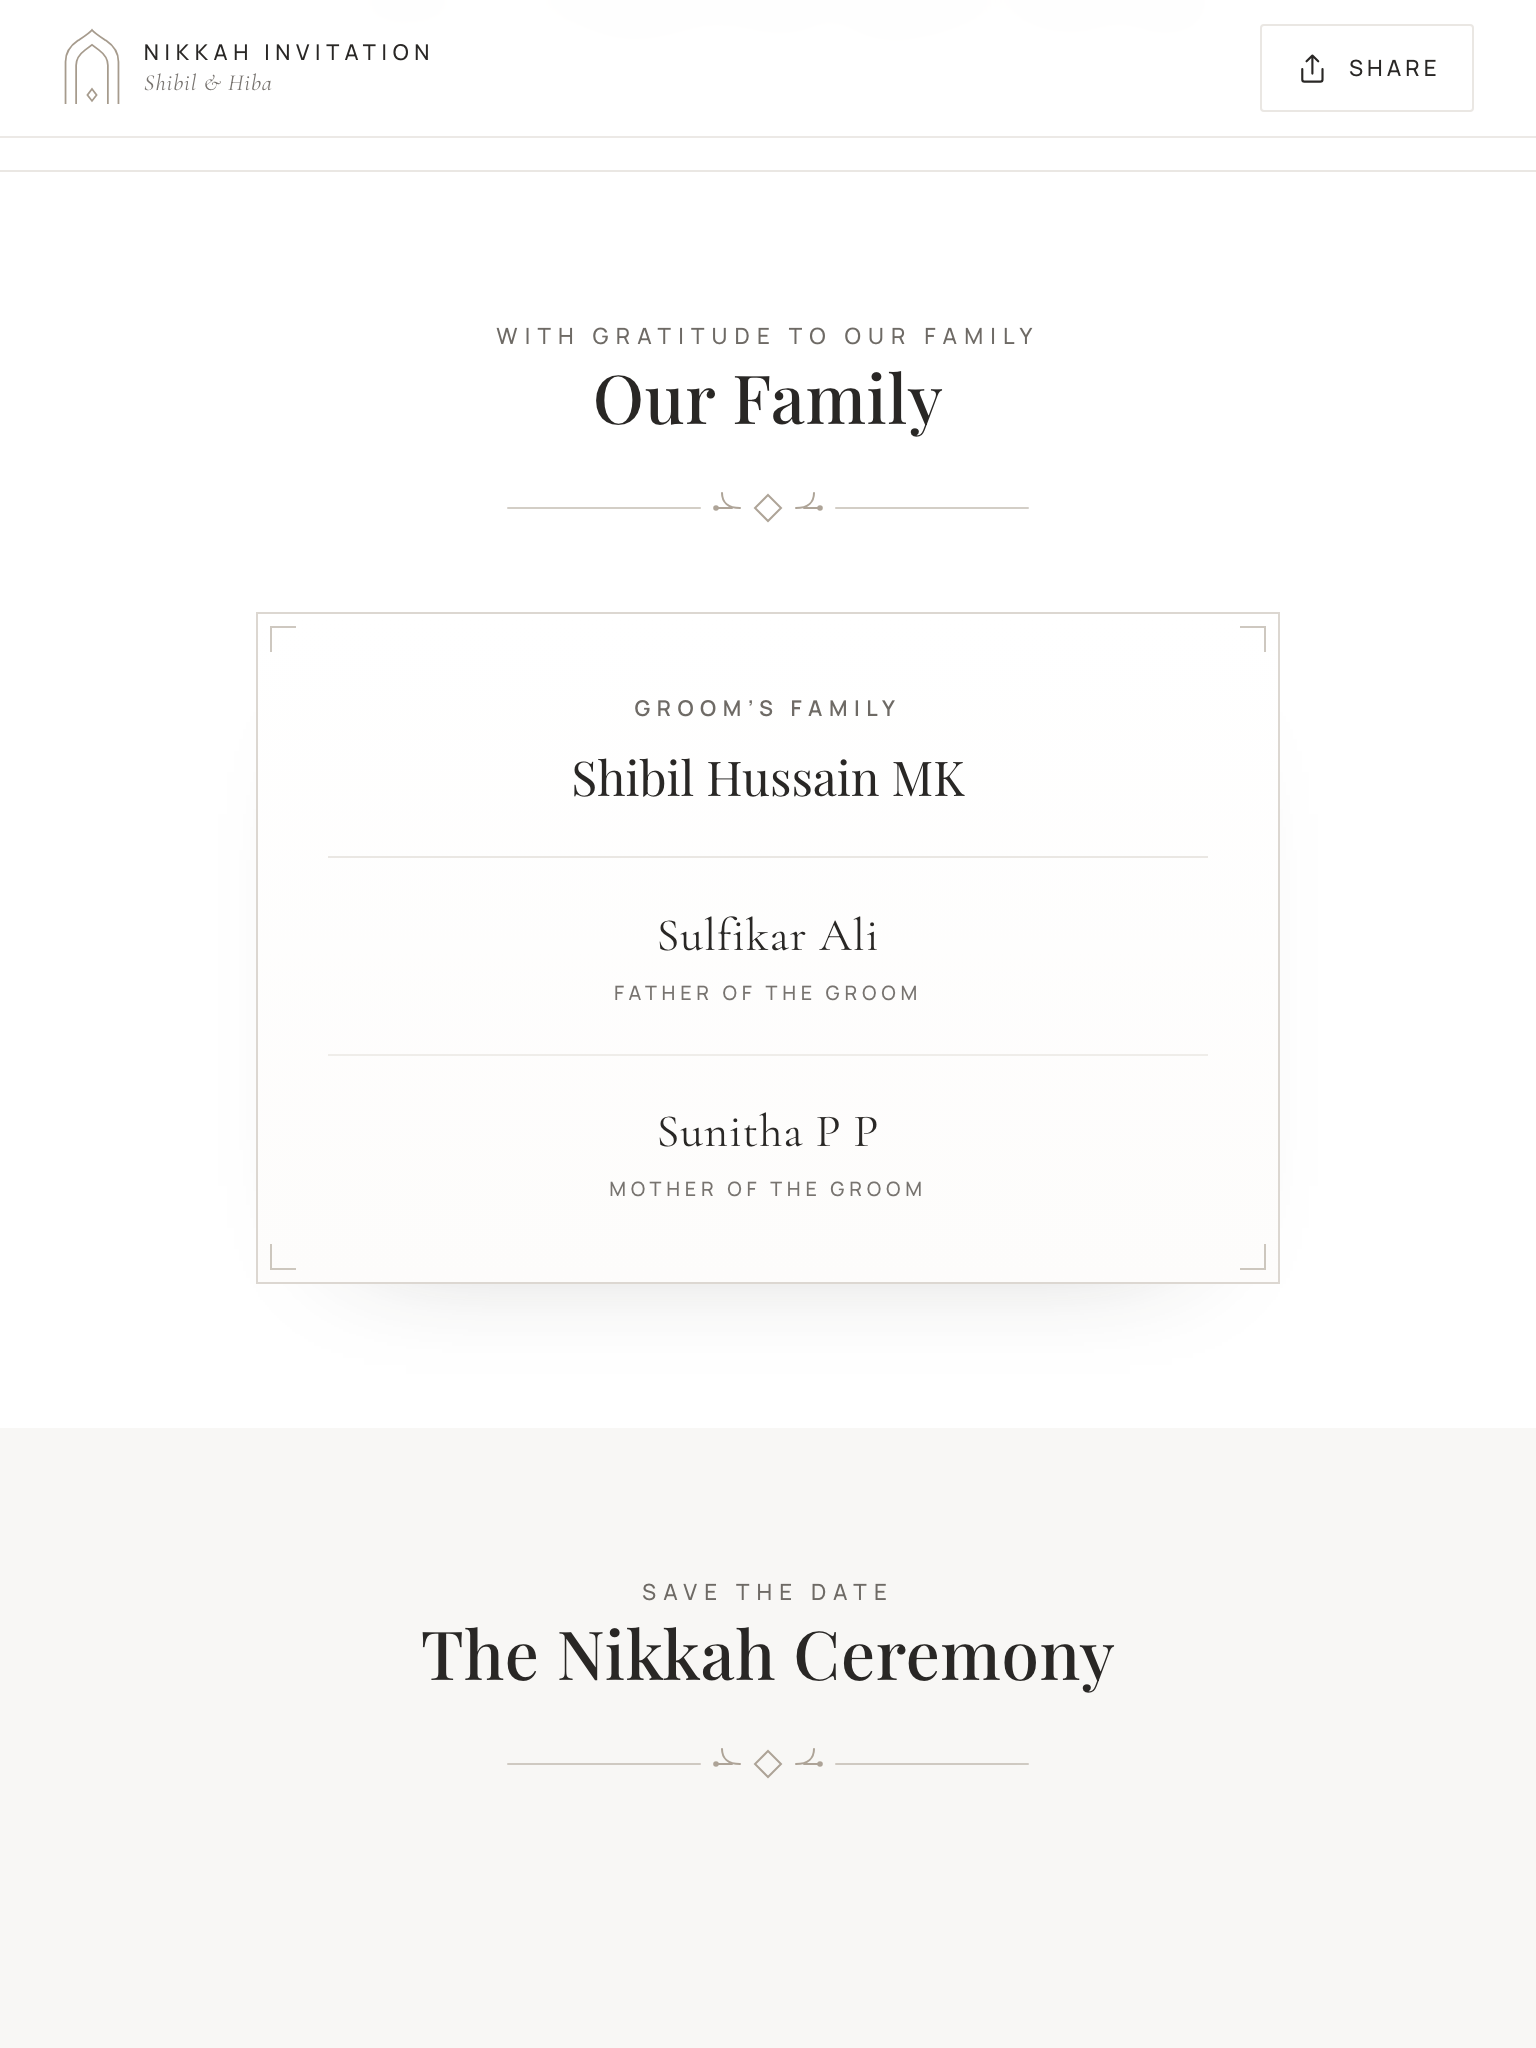 NIKKAH INVITATION
Shibil & Hiba
SHARE
WITH GRATITUDE TO OUR FAMILY
Our Family
GROOM’S FAMILY
Shibil Hussain MK
Sulfikar Ali
FATHER OF THE GROOM
Sunitha P P
MOTHER OF THE GROOM
SAVE THE DATE
The Nikkah Ceremony